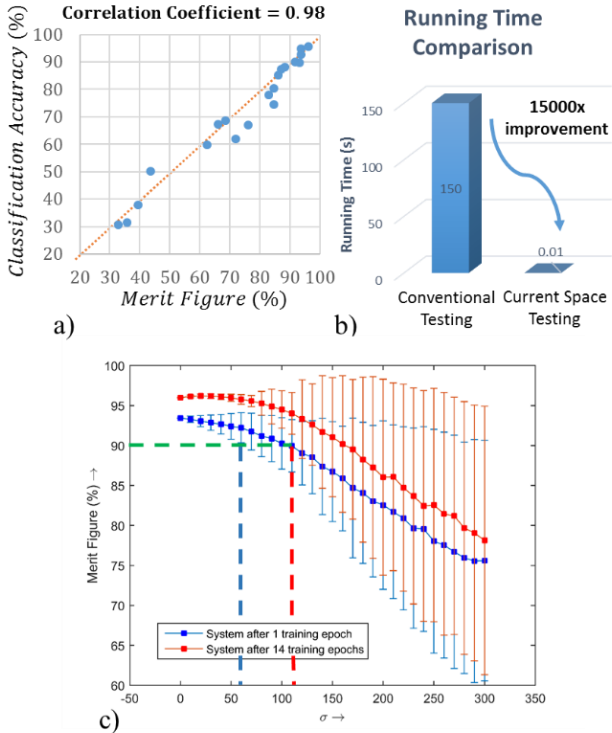 Correlation Coefficient = 0.98
Classification Accuracy (%)
100
90
80
70
60
50
40
30
20
20 30 40 50 60 70 80 90 100
Merit Figure (%)
a)
Running Time
Comparison
Running Time (s)
150
100
50
0
15000x
improvement
150
0.01
Conventional
Testing
Current Space
Testing
b)
100
95
90
85
80
75
70
65
60
Merit Figure (%) →
System after 1 training epoch
System after 14 training epochs
-50 0 50 100 150 200 250 300 350
σ →
c)